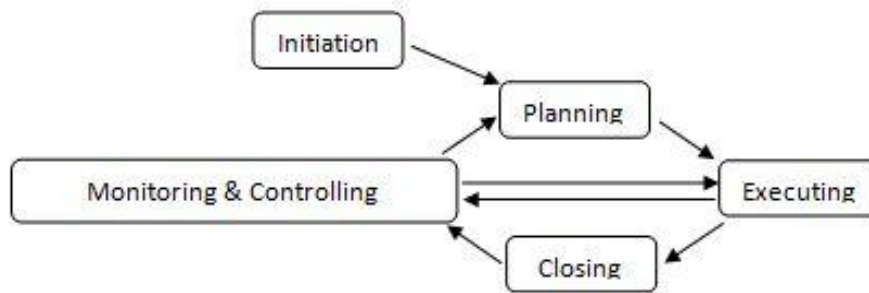 Initiation
Planning
Monitoring & Controlling
Executing
Closing